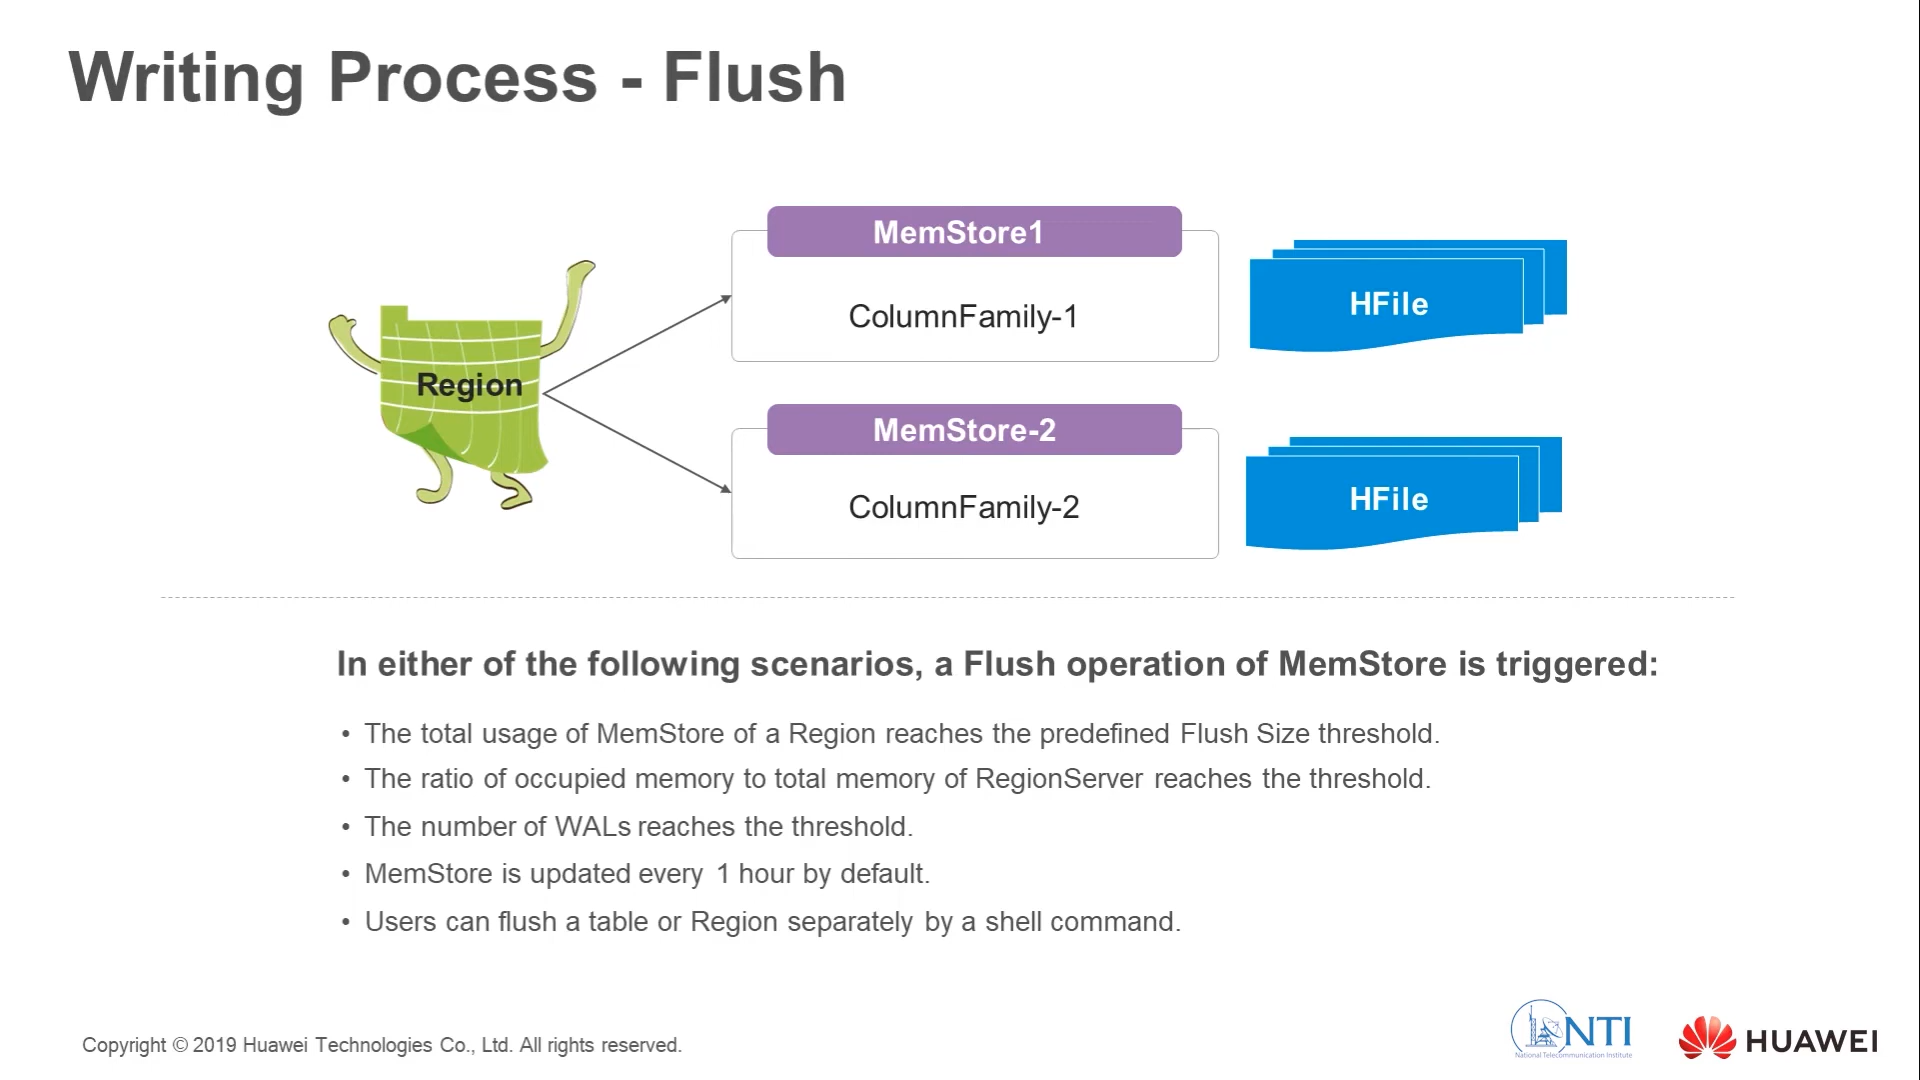 Writing Process - Flush
MemStore1
ColumnFamily-1
HFile
Region
MemStore-2
ColumnFamily-2
HFile
In either of the following scenarios, a Flush operation of MemStore is triggered:
• The total usage of MemStore of a Region reaches the predefined Flush Size threshold.
• The ratio of occupied memory to total memory of RegionServer reaches the threshold.
• The number of WALs reaches the threshold.
• MemStore is updated every 1 hour by default.
• Users can flush a table or Region separately by a shell command.
Copyright © 2019 Huawei Technologies Co., Ltd. All rights reserved.
NTI
National Telecommunication Institute
HUAWEI